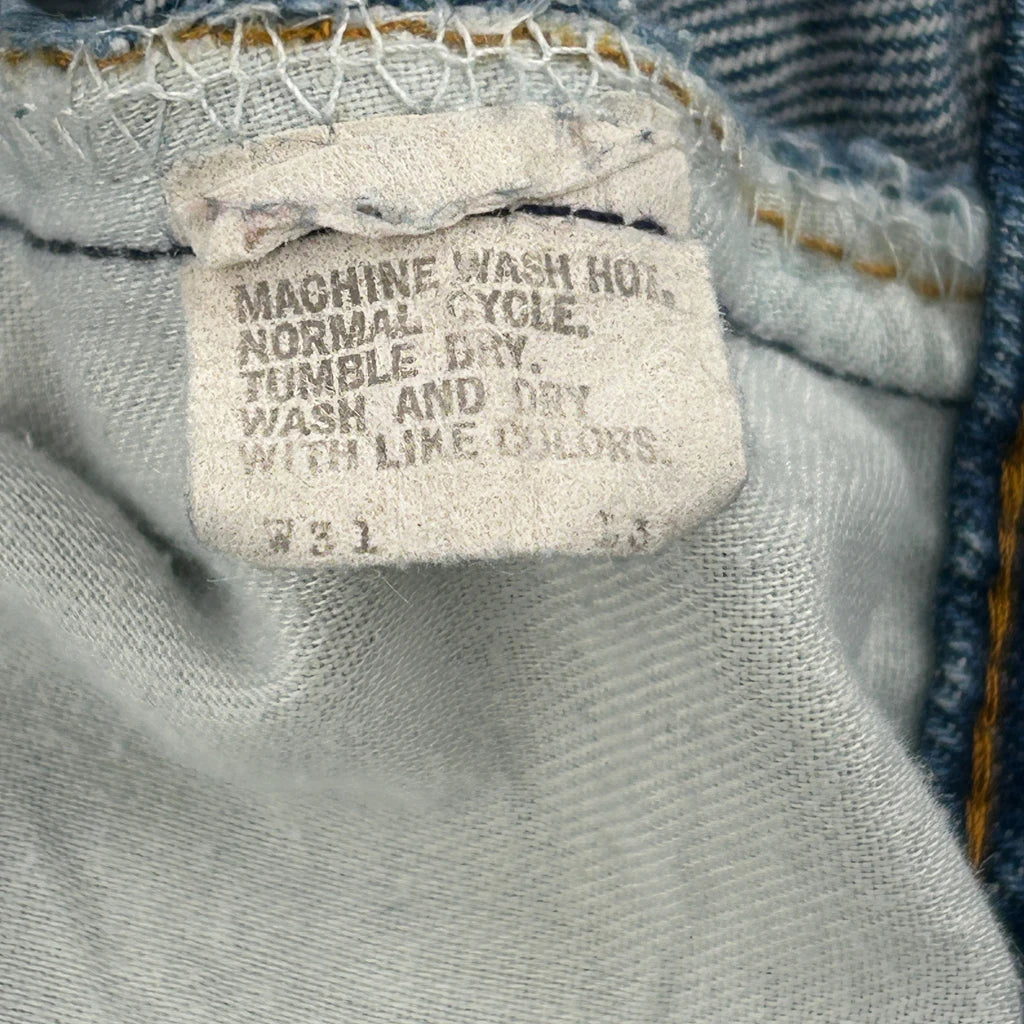 MACHINE WASH HOT.
NORMAL CYCLE.
TUMBLE DRY.
WASH AND DRY
WITH LIKE COLORS.
W31